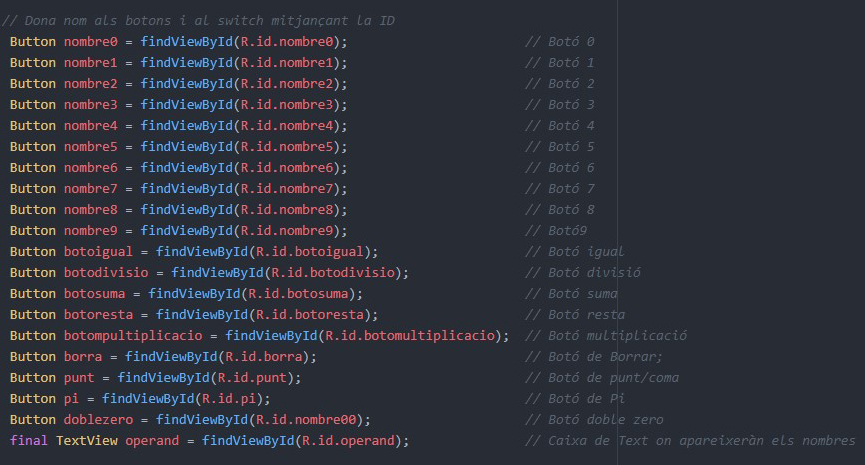 // Dona nom als botons i al switch mitjançant la ID
Button nombre0 = findViewById(R.id.nombre0); // Botó 0
Button nombre1 = findViewById(R.id.nombre1); // Botó 1
Button nombre2 = findViewById(R.id.nombre2); // Botó 2
Button nombre3 = findViewById(R.id.nombre3); // Botó 3
Button nombre4 = findViewById(R.id.nombre4); // Botó 4
Button nombre5 = findViewById(R.id.nombre5); // Botó 5
Button nombre6 = findViewById(R.id.nombre6); // Botó 6
Button nombre7 = findViewById(R.id.nombre7); // Botó 7
Button nombre8 = findViewById(R.id.nombre8); // Botó 8
Button nombre9 = findViewById(R.id.nombre9); // Botó9
Button botoigual = findViewById(R.id.botoigual); // Botó igual
Button botodivisio = findViewById(R.id.botodivisio); // Botó divisió
Button botosuma = findViewById(R.id.botosuma); // Botó suma
Button botoresta = findViewById(R.id.botoresta); // Botó resta
Button botompultiplicacio = findViewById(R.id.botomultiplicacio); // Botó multiplicació
Button borra = findViewById(R.id.borra); // Botó de Borrar;
Button punt = findViewById(R.id.punt); // Botó de punt/coma
Button pi = findViewById(R.id.pi); // Botó de Pi
Button doblezero = findViewById(R.id.nombre00); // Botó doble zero
final TextView operand = findViewById(R.id.operand); // Caixa de Text on apareixeràn els nombres